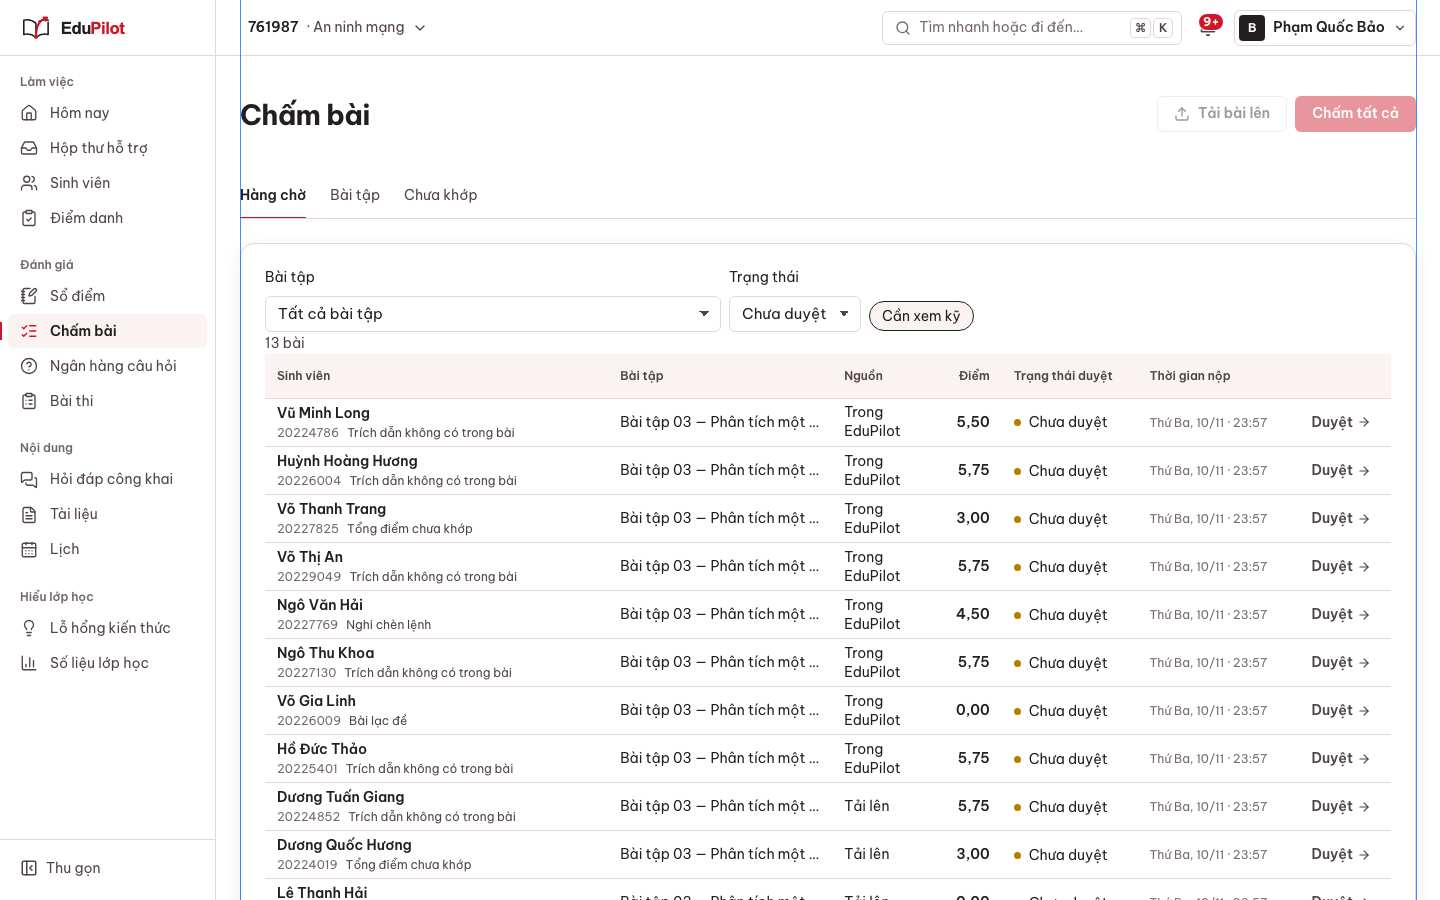 EduPilot
761987 · An ninh mạng
Tìm nhanh hoặc đi đến...
⌘ K
9+
B Phạm Quốc Bảo
Làm việc
Hôm nay
Hộp thư hỗ trợ
Sinh viên
Điểm danh
Đánh giá
Sổ điểm
Chấm bài
Ngân hàng câu hỏi
Bài thi
Nội dung
Hỏi đáp công khai
Tài liệu
Lịch
Hiểu lớp học
Lỗ hổng kiến thức
Số liệu lớp học
Thu gọn
Chấm bài
Tải bài lên
Chấm tất cả
Hàng chờ Bài tập Chưa khớp
Bài tập Trạng thái
Tất cả bài tập Chưa duyệt Cần xem kỹ
13 bài
Sinh viên Bài tập Nguồn Điểm Trạng thái duyệt Thời gian nộp
Vũ Minh Long
20224786 Trích dẫn không có trong bài
Bài tập 03 — Phân tích một ...
Trong
EduPilot
5,50 Chưa duyệt Thứ Ba, 10/11 · 23:57 Duyệt →
Huỳnh Hoàng Hương
20226004 Trích dẫn không có trong bài
Bài tập 03 — Phân tích một ...
Trong
EduPilot
5,75 Chưa duyệt Thứ Ba, 10/11 · 23:57 Duyệt →
Võ Thanh Trang
20227825 Tổng điểm chưa khớp
Bài tập 03 — Phân tích một ...
Trong
EduPilot
3,00 Chưa duyệt Thứ Ba, 10/11 · 23:57 Duyệt →
Võ Thị An
20229049 Trích dẫn không có trong bài
Bài tập 03 — Phân tích một ...
Trong
EduPilot
5,75 Chưa duyệt Thứ Ba, 10/11 · 23:57 Duyệt →
Ngô Văn Hải
20227769 Nghi chèn lệnh
Bài tập 03 — Phân tích một ...
Trong
EduPilot
4,50 Chưa duyệt Thứ Ba, 10/11 · 23:57 Duyệt →
Ngô Thu Khoa
20227130 Trích dẫn không có trong bài
Bài tập 03 — Phân tích một ...
Trong
EduPilot
5,75 Chưa duyệt Thứ Ba, 10/11 · 23:57 Duyệt →
Võ Gia Linh
20226009 Bài lạc đề
Bài tập 03 — Phân tích một ...
Trong
EduPilot
0,00 Chưa duyệt Thứ Ba, 10/11 · 23:57 Duyệt →
Hồ Đức Thảo
20225401 Trích dẫn không có trong bài
Bài tập 03 — Phân tích một ...
Trong
EduPilot
5,75 Chưa duyệt Thứ Ba, 10/11 · 23:57 Duyệt →
Dương Tuấn Giang
20224852 Trích dẫn không có trong bài
Bài tập 03 — Phân tích một ...
Tải lên
5,75 Chưa duyệt Thứ Ba, 10/11 · 23:57 Duyệt →
Dương Quốc Hương
20224019 Tổng điểm chưa khớp
Bài tập 03 — Phân tích một ...
Tải lên
3,00 Chưa duyệt Thứ Ba, 10/11 · 23:57 Duyệt →
Lê Thanh Hải